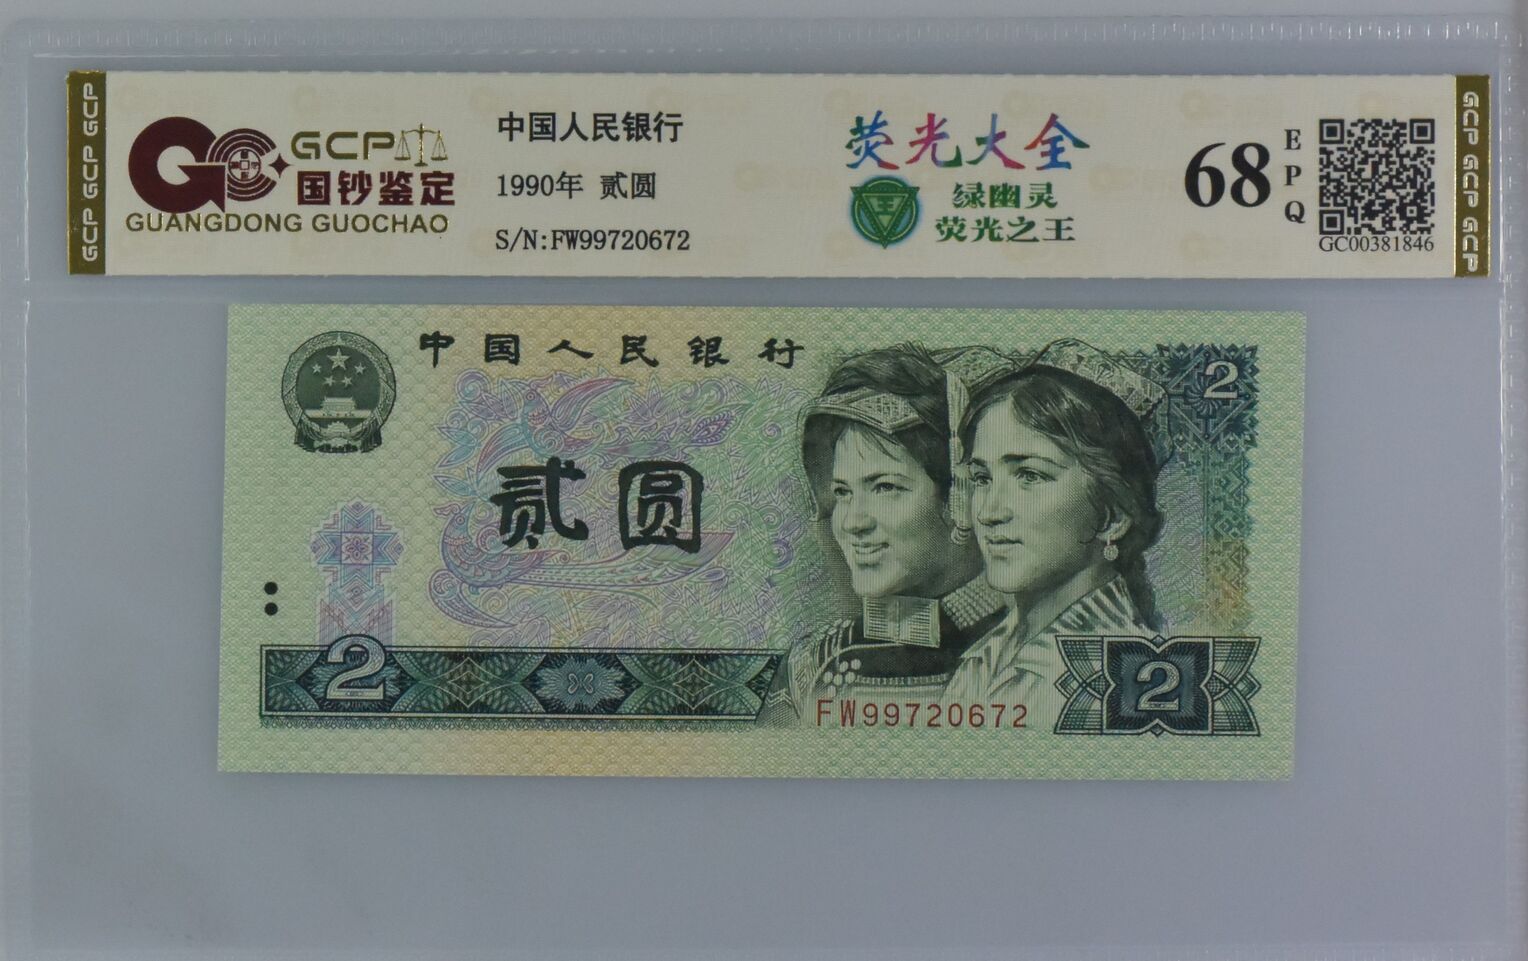 GCP GCP GCP
GCP
国钞鉴定
GUANGDONG GUOCHAO
中国人民银行
1990年 贰圆
S/N:FW99720672
荧光大全
王
绿幽灵
荧光之王
68
EPQ
GC00381846
GCP GCP GCP
中国人民银行
2
贰圆
2
2
FW99720672